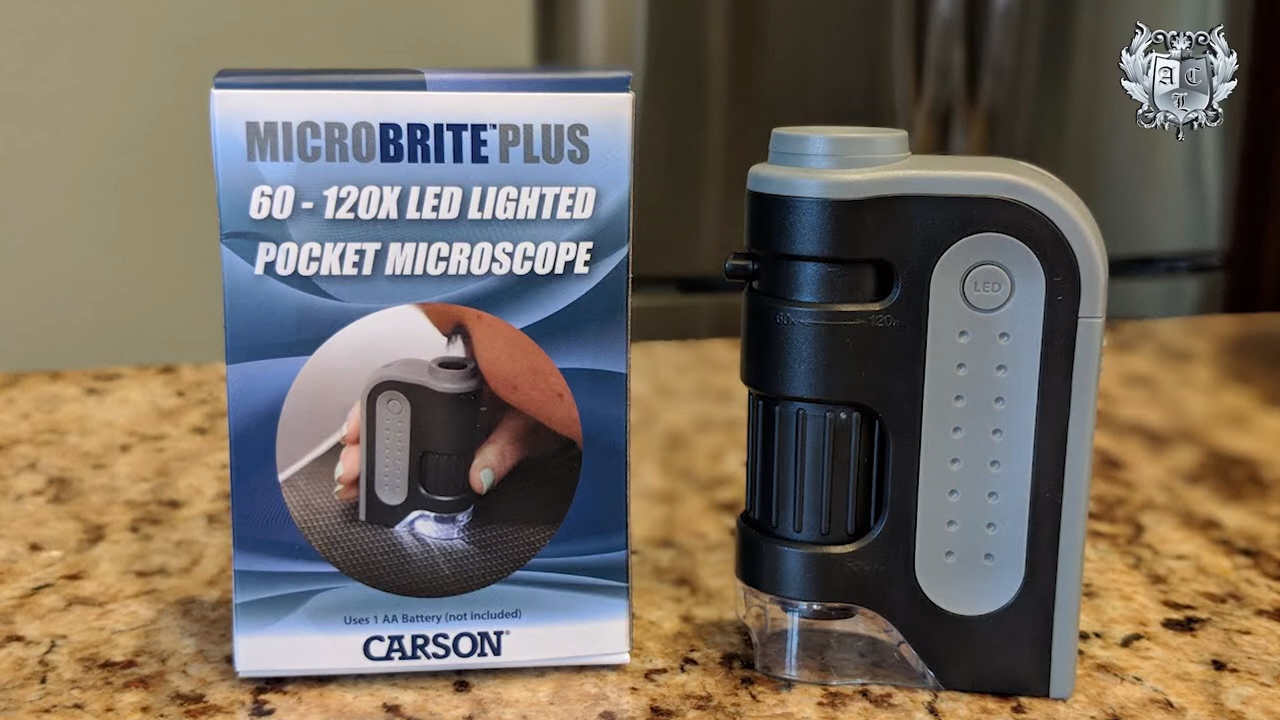 MICROBRITE™PLUS
60 - 120X LED LIGHTED
POCKET MICROSCOPE
Uses 1 AA Battery (not included)
CARSON®
LED
60x 120x
A C
L